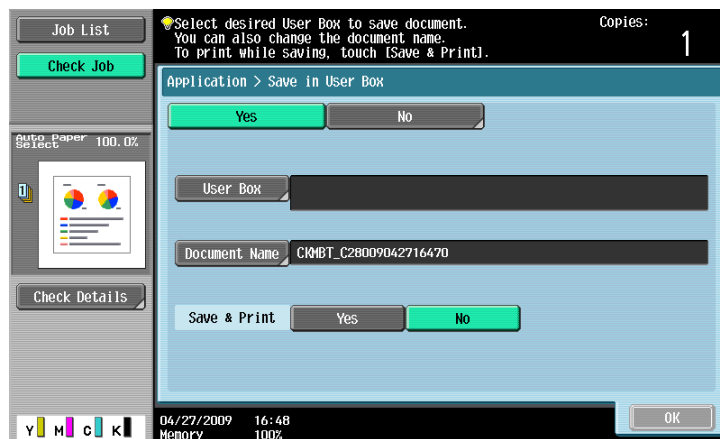 Job List
Check Job
Select desired User Box to save document.
You can also change the document name.
To print while saving, touch [Save & Print].
Copies:
1
Application > Save in User Box
Yes
No
Auto Paper Select
100.0%
1
User Box
Document Name
CKMBT_C28009042716470
Check Details
Save & Print
Yes
No
Y
M
C
K
04/27/2009 16:48
Memory 100%
OK